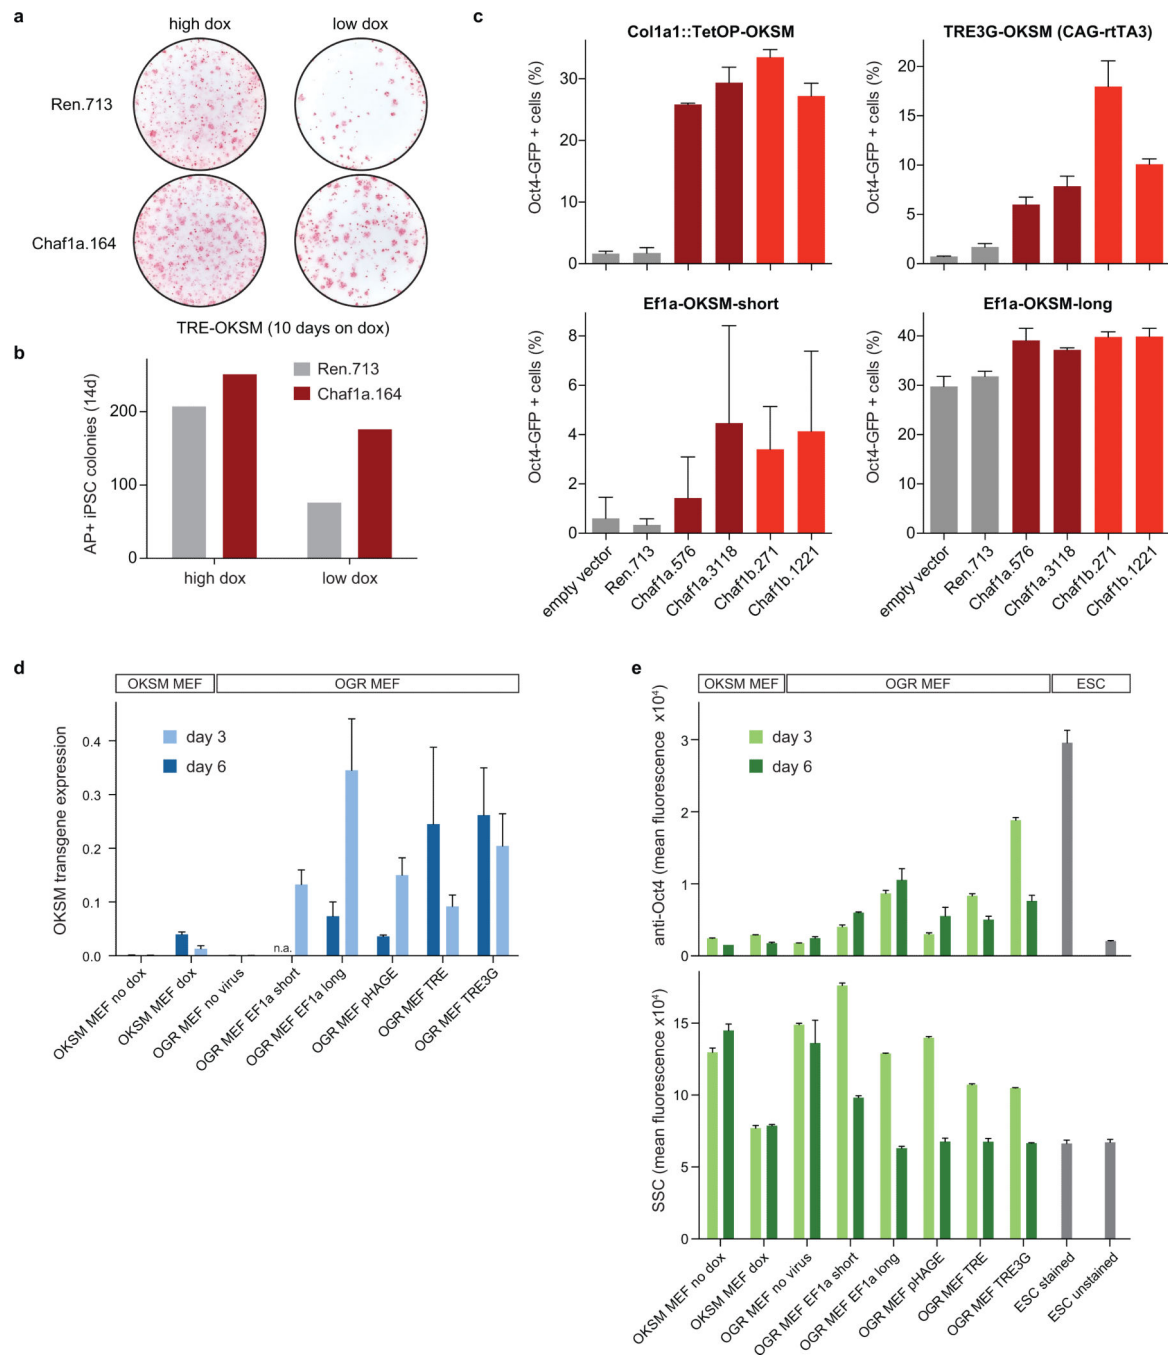 a
high dox
low dox
Ren.713
Chaf1a.164
TRE-OKSM (10 days on dox)
b
AP+ iPSC colonies (14d)
200
100
0
Ren.713
Chaf1a.164
high dox
low dox
c
Col1a1::TetOP-OKSM
Oct4-GFP + cells (%)
30
20
10
0
TRE3G-OKSM (CAG-rtTA3)
Oct4-GFP + cells (%)
20
15
10
5
0
Ef1a-OKSM-short
Oct4-GFP + cells (%)
8
6
4
2
0
empty vector
Ren.713
Chaf1a.576
Chaf1a.3118
Chaf1b.271
Chaf1b.1221
Ef1a-OKSM-long
Oct4-GFP + cells (%)
40
30
20
10
0
empty vector
Ren.713
Chaf1a.576
Chaf1a.3118
Chaf1b.271
Chaf1b.1221
d
OKSM MEF
OGR MEF
OKSM transgene expression
0.4
0.3
0.2
0.1
0.0
day 3
day 6
n.a.
OKSM MEF no dox
OKSM MEF dox
OGR MEF no virus
OGR MEF EF1a short
OGR MEF EF1a long
OGR MEF pHAGE
OGR MEF TRE
OGR MEF TRE3G
e
OKSM MEF
OGR MEF
ESC
anti-Oct4 (mean fluorescence x10⁴)
3
2
1
0
day 3
day 6
SSC (mean fluorescence x10⁴)
15
10
5
0
OKSM MEF no dox
OKSM MEF dox
OGR MEF no virus
OGR MEF EF1a short
OGR MEF EF1a long
OGR MEF pHAGE
OGR MEF TRE
OGR MEF TRE3G
ESC stained
ESC unstained